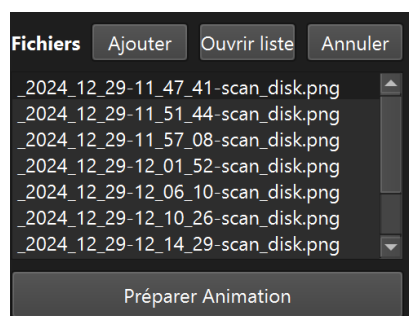 Fichiers Ajouter Ouvrir liste Annuler
_2024_12_29-11_47_41-scan_disk.png
_2024_12_29-11_51_44-scan_disk.png
_2024_12_29-11_57_08-scan_disk.png
_2024_12_29-12_01_52-scan_disk.png
_2024_12_29-12_06_10-scan_disk.png
_2024_12_29-12_10_26-scan_disk.png
_2024_12_29-12_14_29-scan_disk.png
Préparer Animation